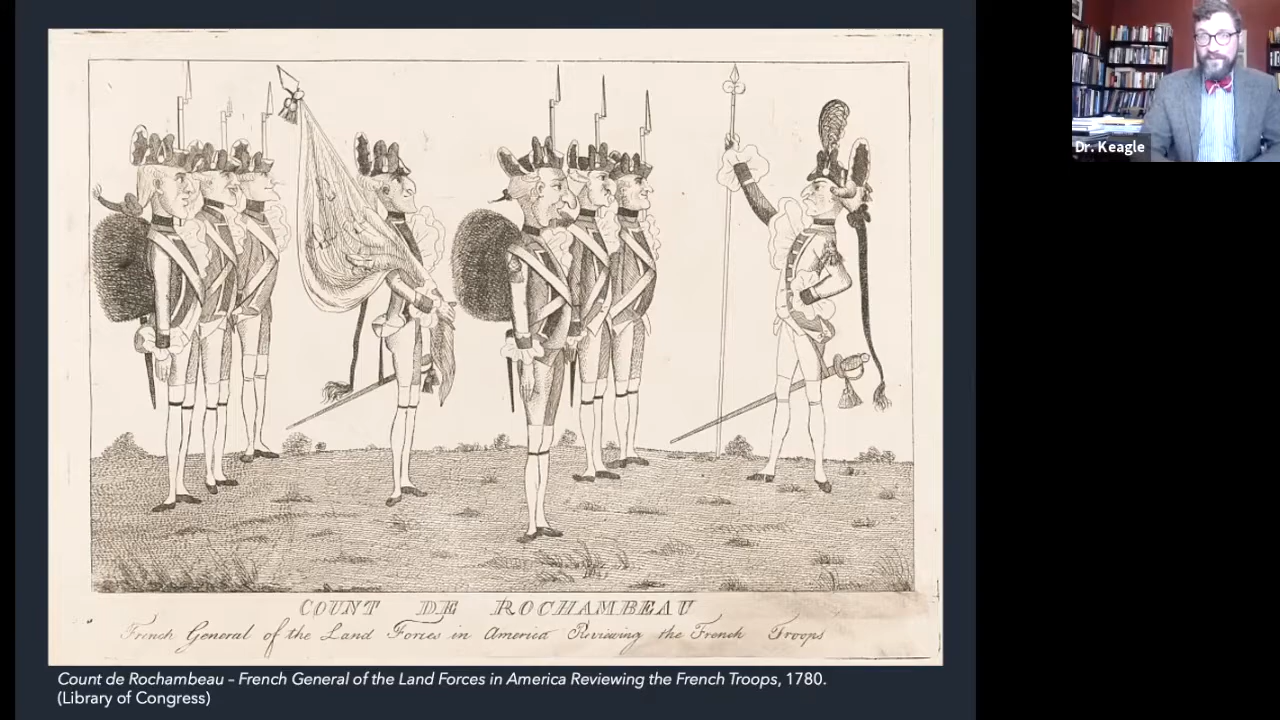 COUNT DE ROCHAMBEAU
French General of the Land Forces in America Reviewing the French Troops
Count de Rochambeau – French General of the Land Forces in America Reviewing the French Troops, 1780.
(Library of Congress)
Dr. Keagle